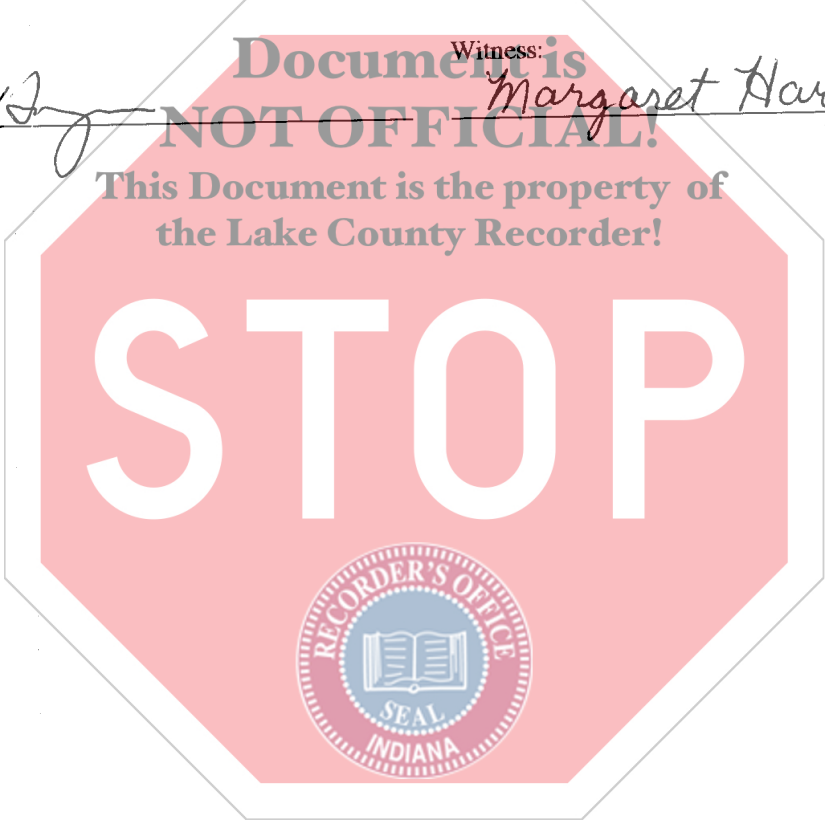 Document is
Witness:
Margaret
NOT OFFICIAL!
This Document is the property of
the Lake County Recorder!
STOP
RECORDER'S OFFICE
SEAL
INDIANA